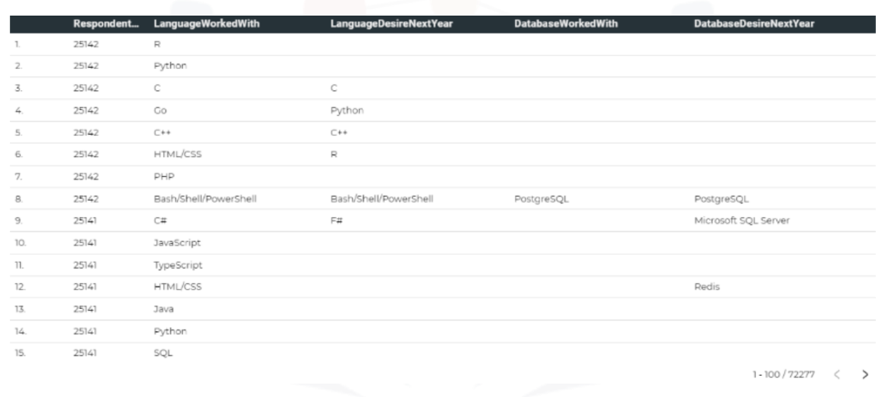 Respondent... LanguageWorkedWith LanguageDesireNextYear DatabaseWorkedWith DatabaseDesireNextYear
1. 25142 R
2. 25142 Python
3. 25142 C C
4. 25142 Go Python
5. 25142 C++ C++
6. 25142 HTML/CSS R
7. 25142 PHP
8. 25142 Bash/Shell/PowerShell Bash/Shell/PowerShell PostgreSQL PostgreSQL
9. 25141 C# F# Microsoft SQL Server
10. 25141 JavaScript
11. 25141 TypeScript
12. 25141 HTML/CSS Redis
13. 25141 Java
14. 25141 Python
15. 25141 SQL
1 - 100 / 72277 < >